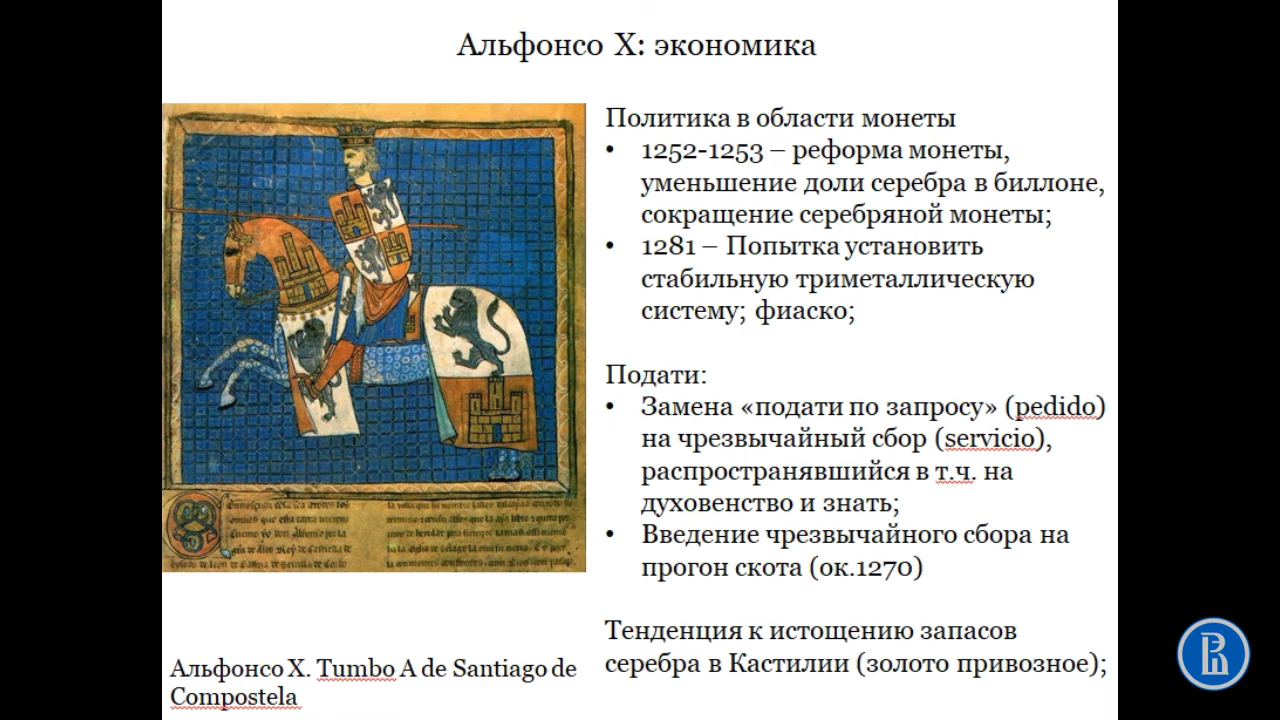 Альфонсо X: экономика
Политика в области монеты
• 1252-1253 – реформа монеты,
уменьшение доли серебра в биллоне,
сокращение серебряной монеты;
• 1281 – Попытка установить
стабильную триметаллическую
систему; фиаско;
Подати:
• Замена «подати по запросу» (pedido)
на чрезвычайный сбор (servicio),
распространявшийся в т.ч. на
духовенство и знать;
• Введение чрезвычайного сбора на
прогон скота (ок.1270)
Тенденция к истощению запасов
серебра в Кастилии (золото привозное);
Альфонсо X. Tumbo A de Santiago de
Compostela